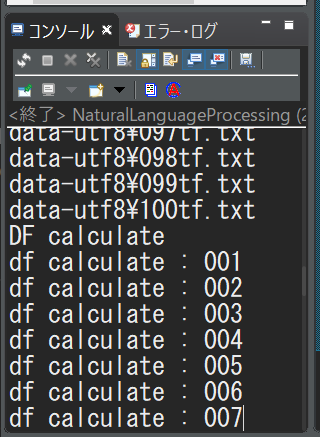 コンソール エラー・ログ
<終了> NaturalLanguageProcessing (2
data-utf8¥097tf.txt
data-utf8¥098tf.txt
data-utf8¥099tf.txt
data-utf8¥100tf.txt
DF calculate
df calculate : 001
df calculate : 002
df calculate : 003
df calculate : 004
df calculate : 005
df calculate : 006
df calculate : 007